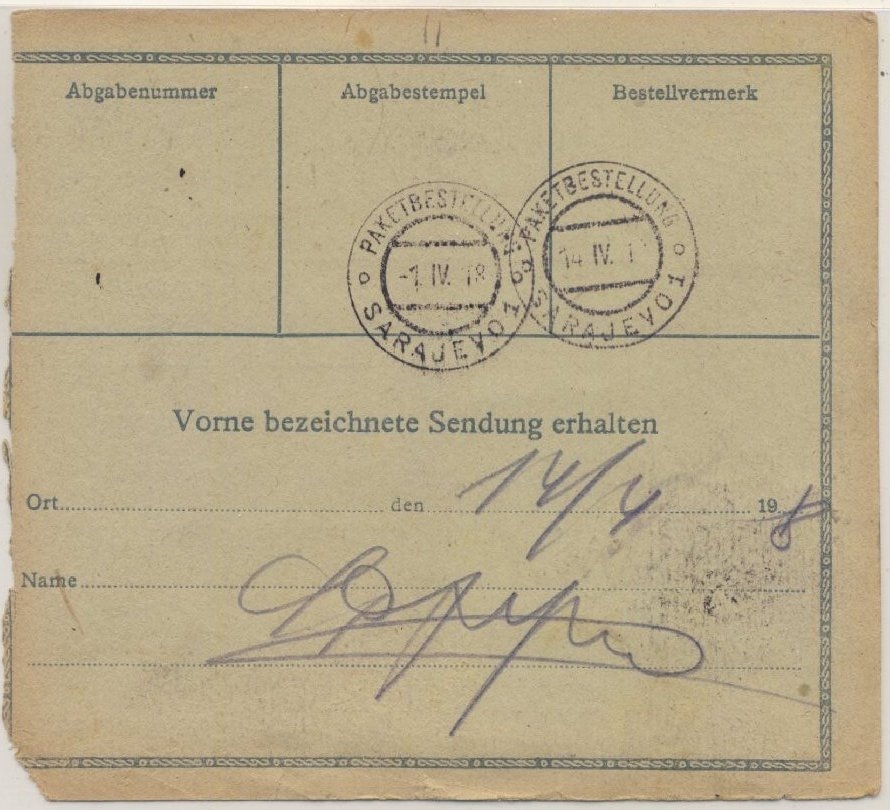 Abgabenummer
Abgabestempel
Bestellvermerk
PAKETBESTELLUNG
-1. IV. 18
SARAJEVO 1
PAKETBESTELLUNG
14 IV. 1
SARAJEVO 1
Vorne bezeichnete Sendung erhalten
Ort den 14/4 19 8
Name